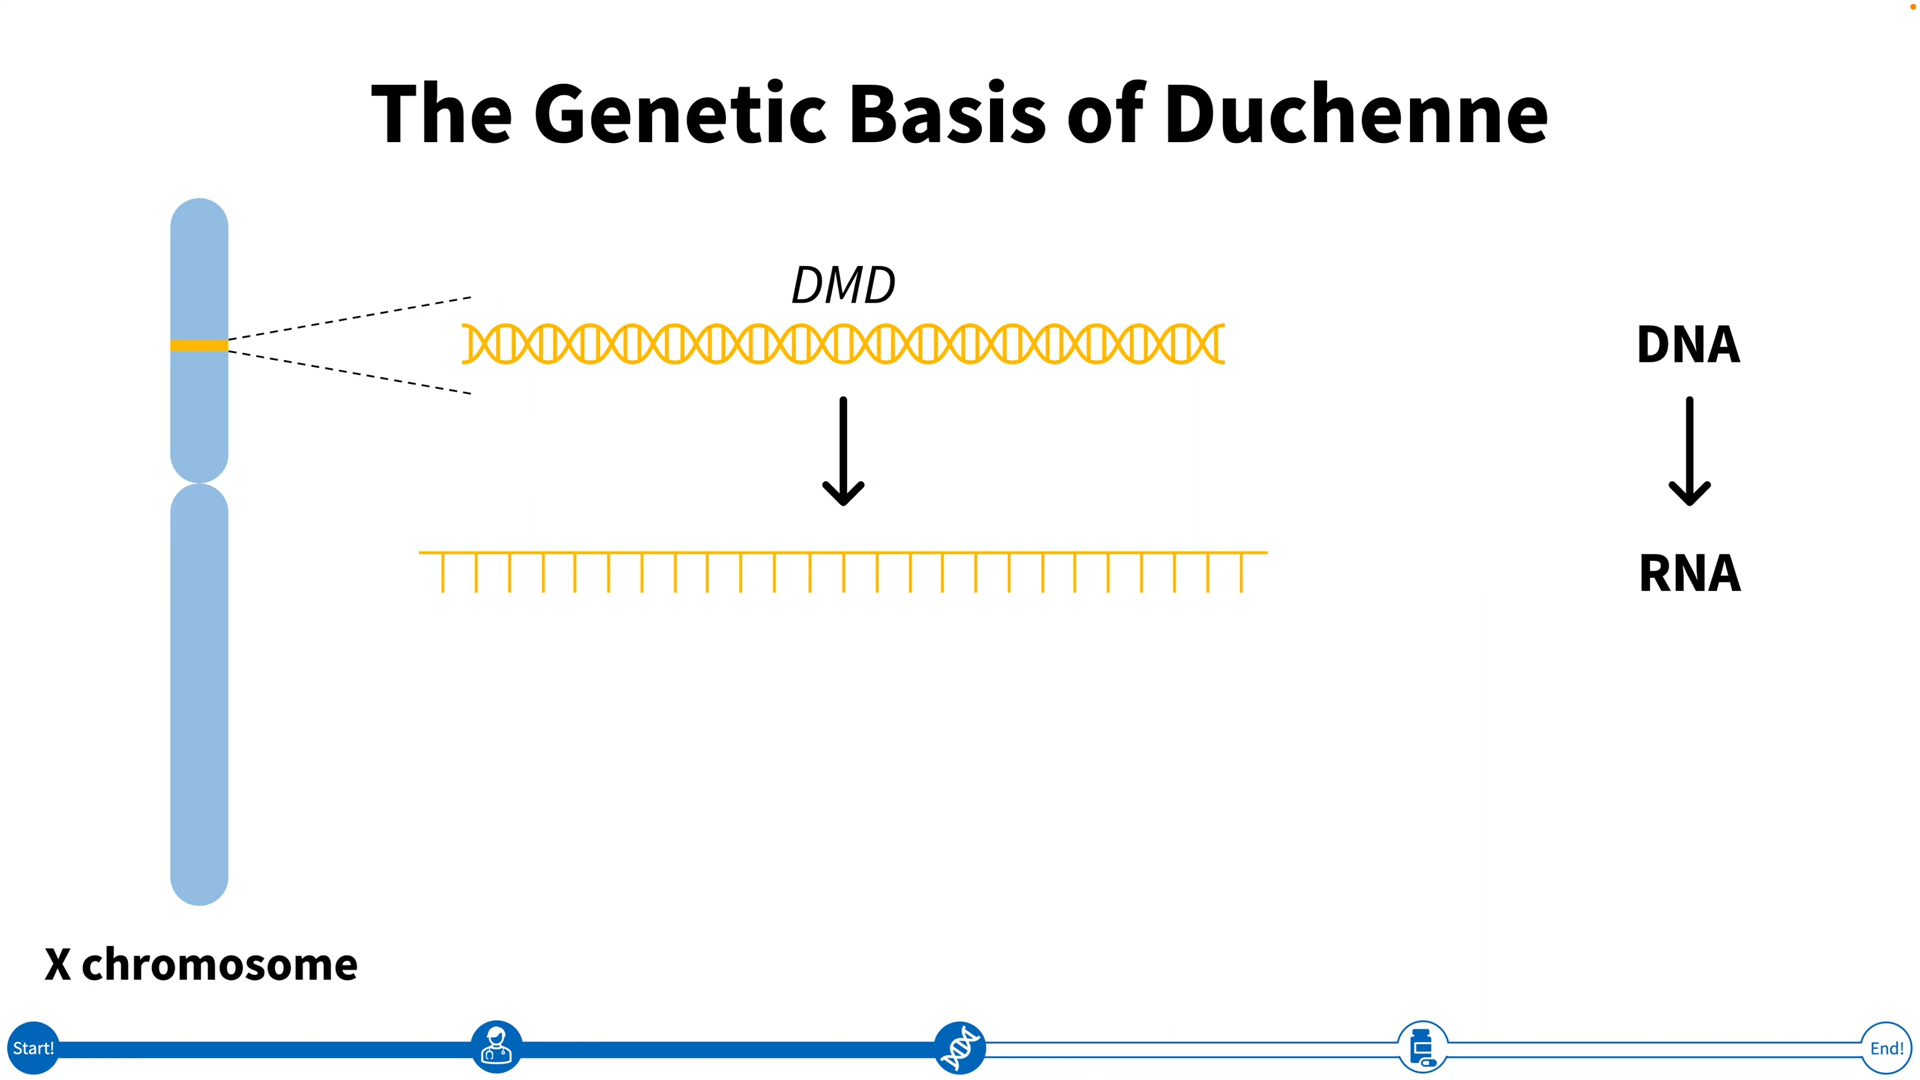 The Genetic Basis of Duchenne
DMD
DNA
RNA
X chromosome
Start!
End!